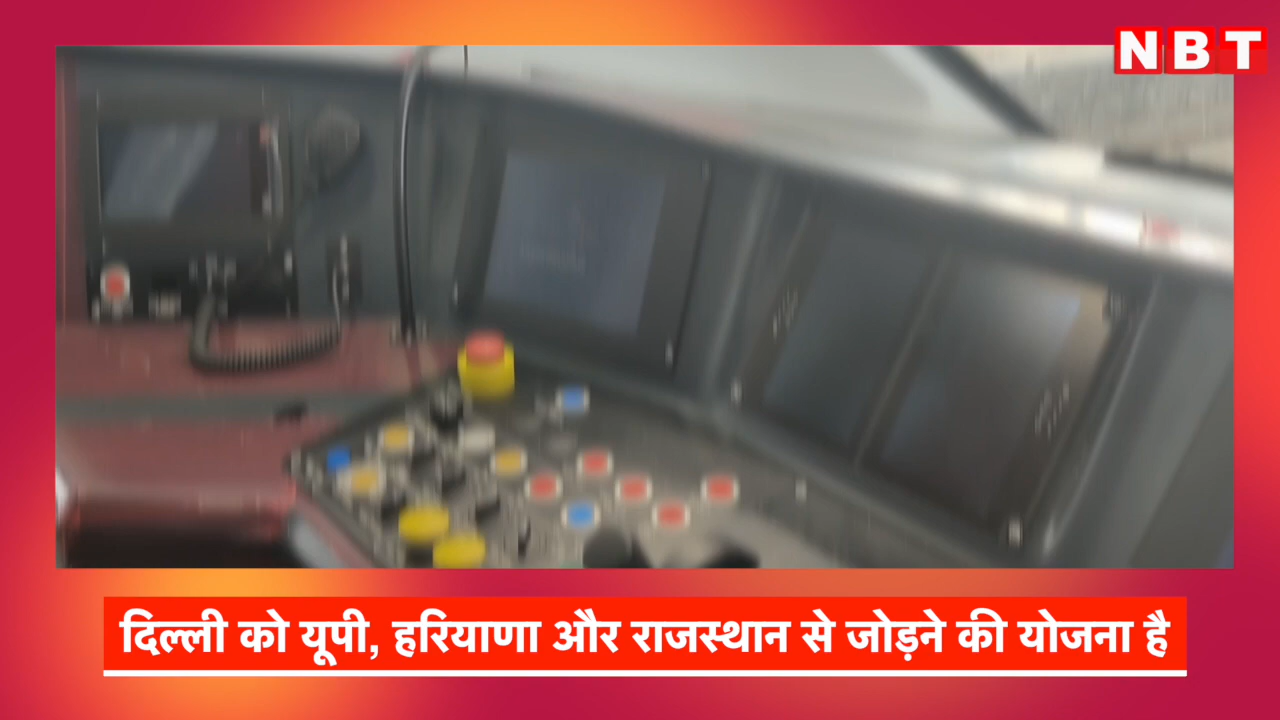 NBT
दिल्ली को यूपी, हरियाणा और राजस्थान से जोड़ने की योजना है